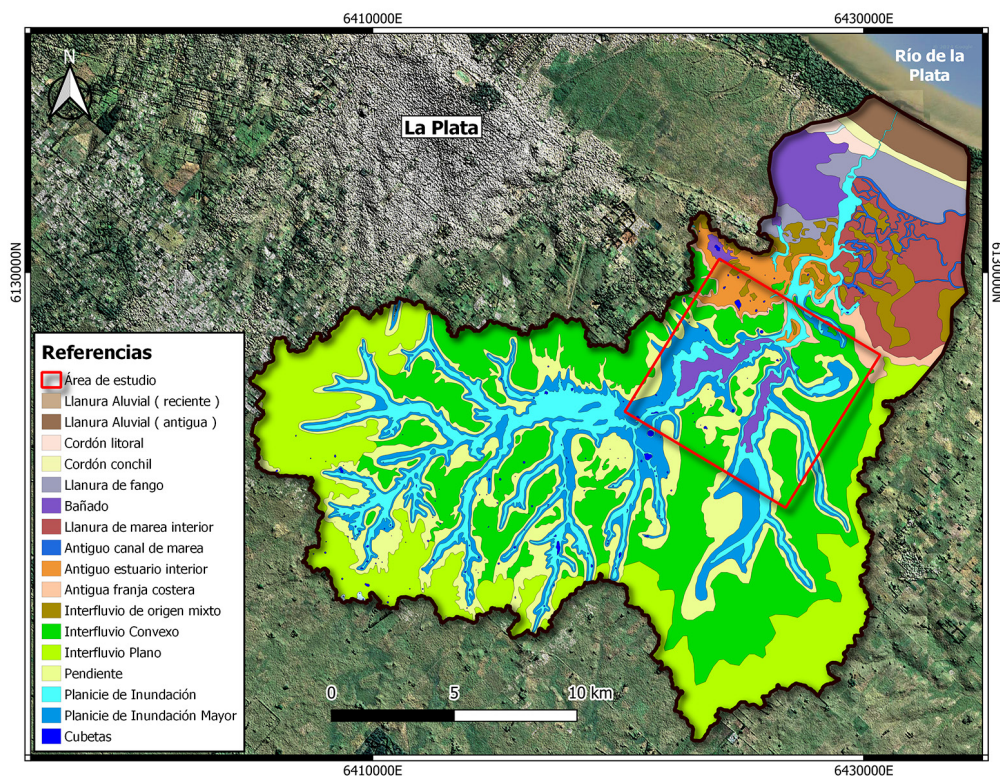 6410000E
6430000E
N
Río de la
Plata
La Plata
6130000N
6130000N
Referencias
Área de estudio
Llanura Aluvial ( reciente )
Llanura Aluvial ( antigua )
Cordón litoral
Cordón conchil
Llanura de fango
Bañado
Llanura de marea interior
Antiguo canal de marea
Antiguo estuario interior
Antigua franja costera
Interfluvio de origen mixto
Interfluvio Convexo
Interfluvio Plano
Pendiente
Planicie de Inundación
Planicie de Inundación Mayor
Cubetas
0 5 10 km
6410000E
6430000E